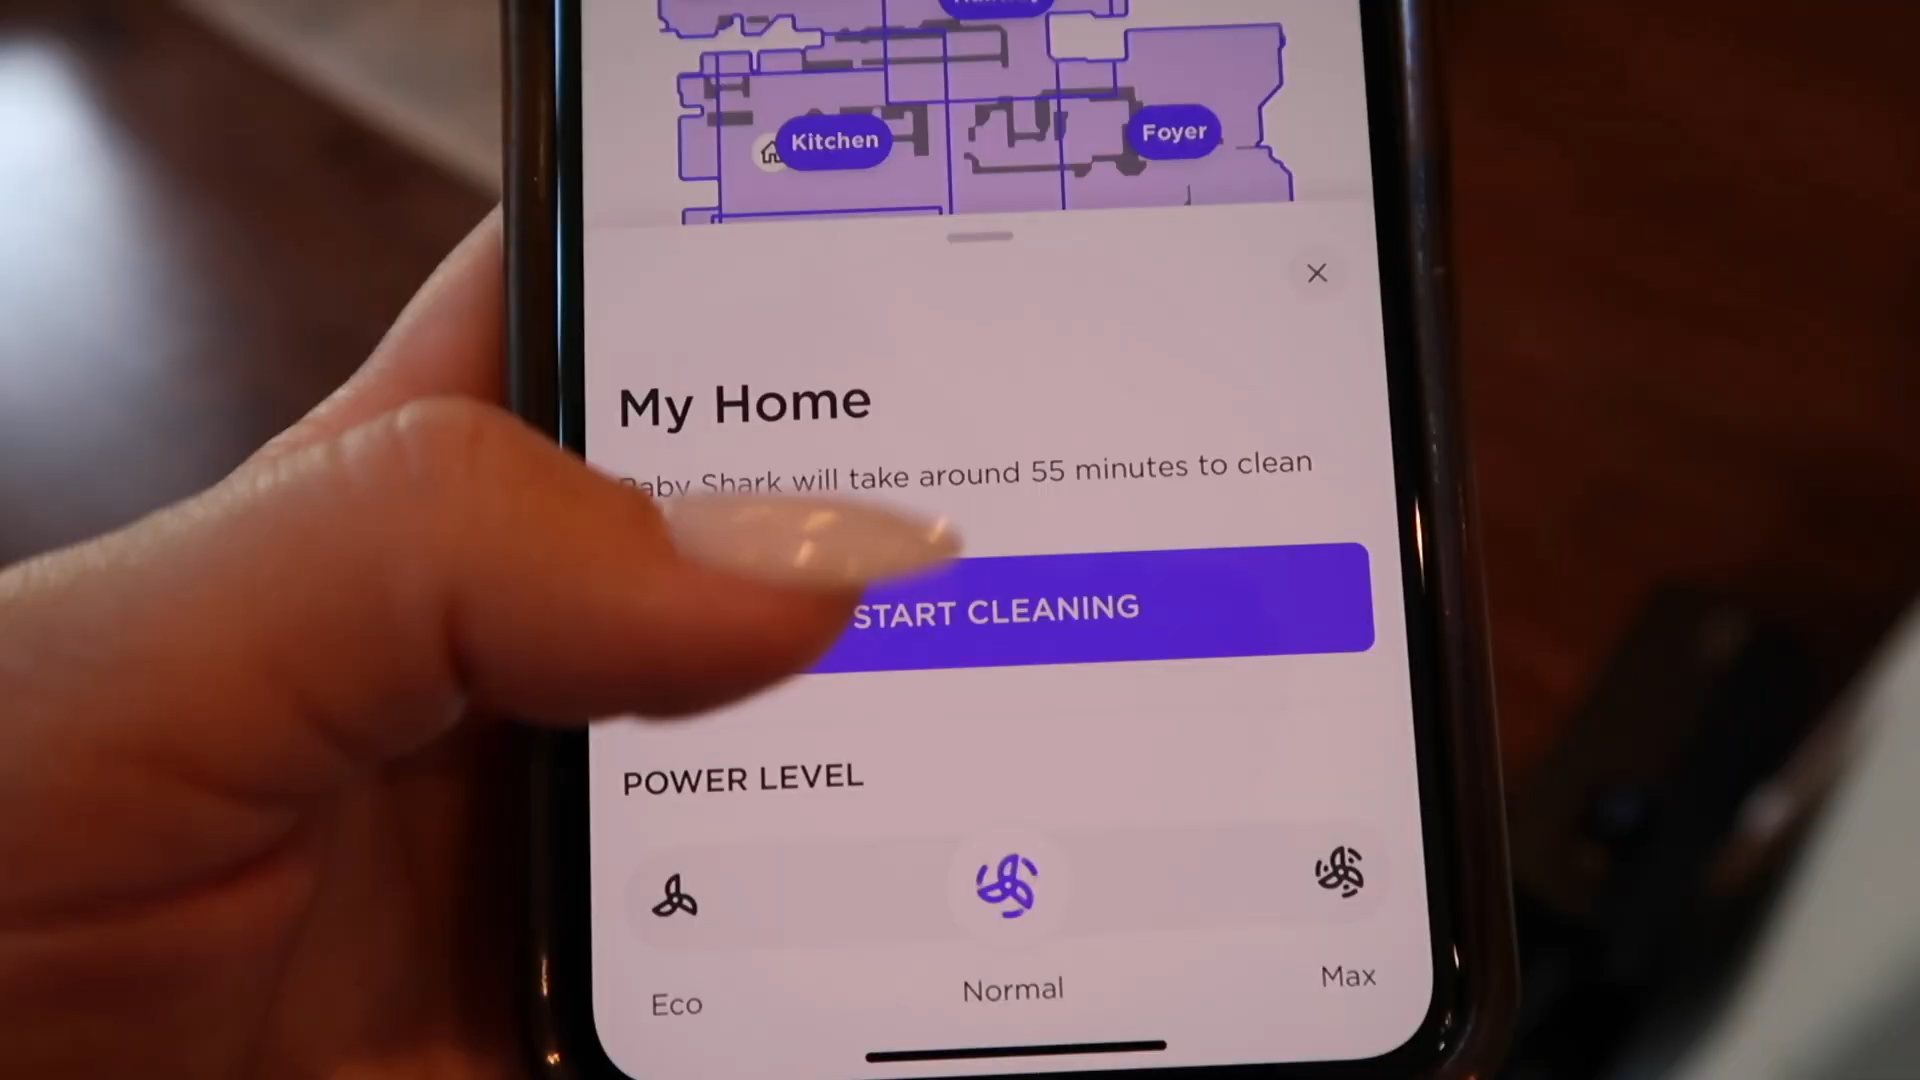 Kitchen
Foyer
My Home
Baby Shark will take around 55 minutes to clean
START CLEANING
POWER LEVEL
Eco
Normal
Max